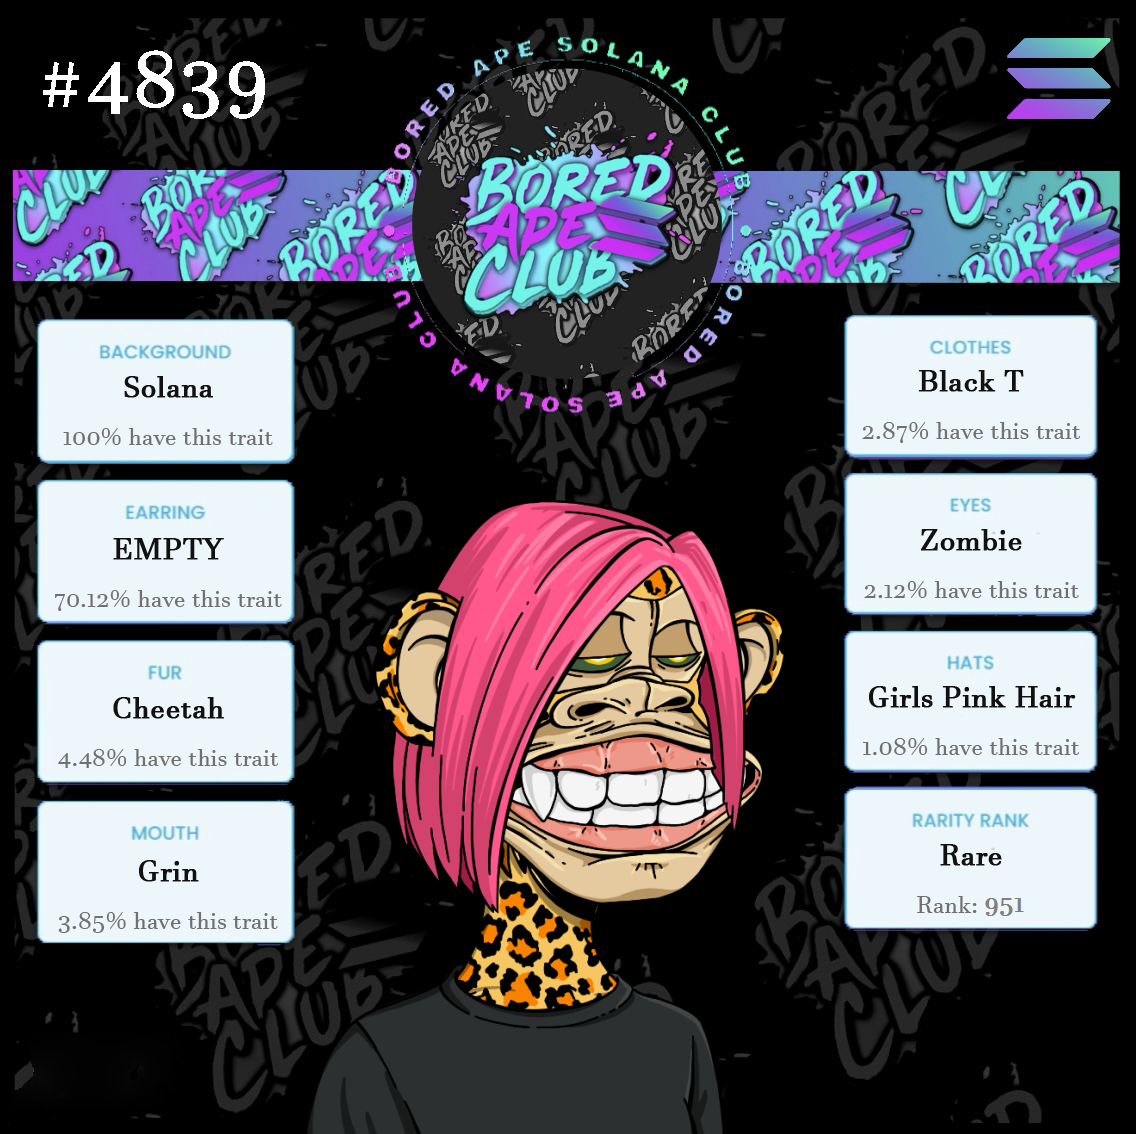 #4839
BORED APE SOLANA CLUB
BORED APE SOLANA CLUB
BORED
APE
CLUB
BACKGROUND
Solana
100% have this trait
EARRING
EMPTY
70.12% have this trait
FUR
Cheetah
4.48% have this trait
MOUTH
Grin
3.85% have this trait
CLOTHES
Black T
2.87% have this trait
EYES
Zombie
2.12% have this trait
HATS
Girls Pink Hair
1.08% have this trait
RARITY RANK
Rare
Rank: 951